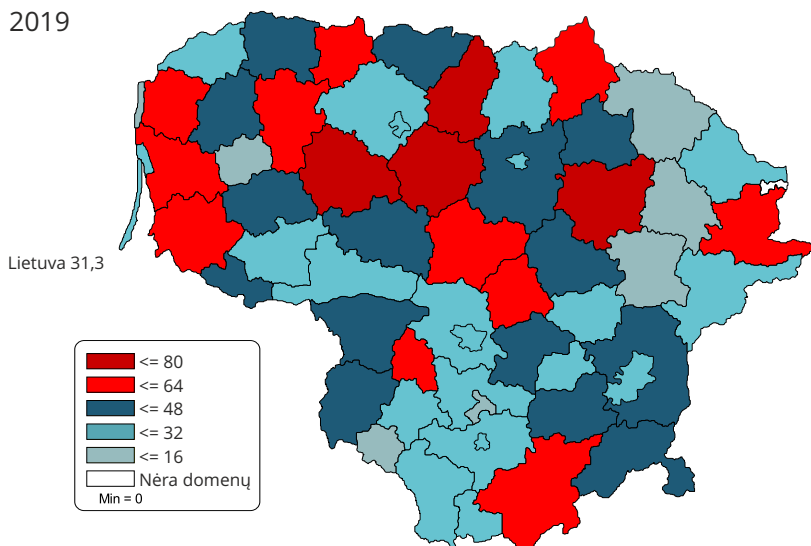 2019
Lietuva 31,3
<= 80
<= 64
<= 48
<= 32
<= 16
Nėra domenų
Min = 0